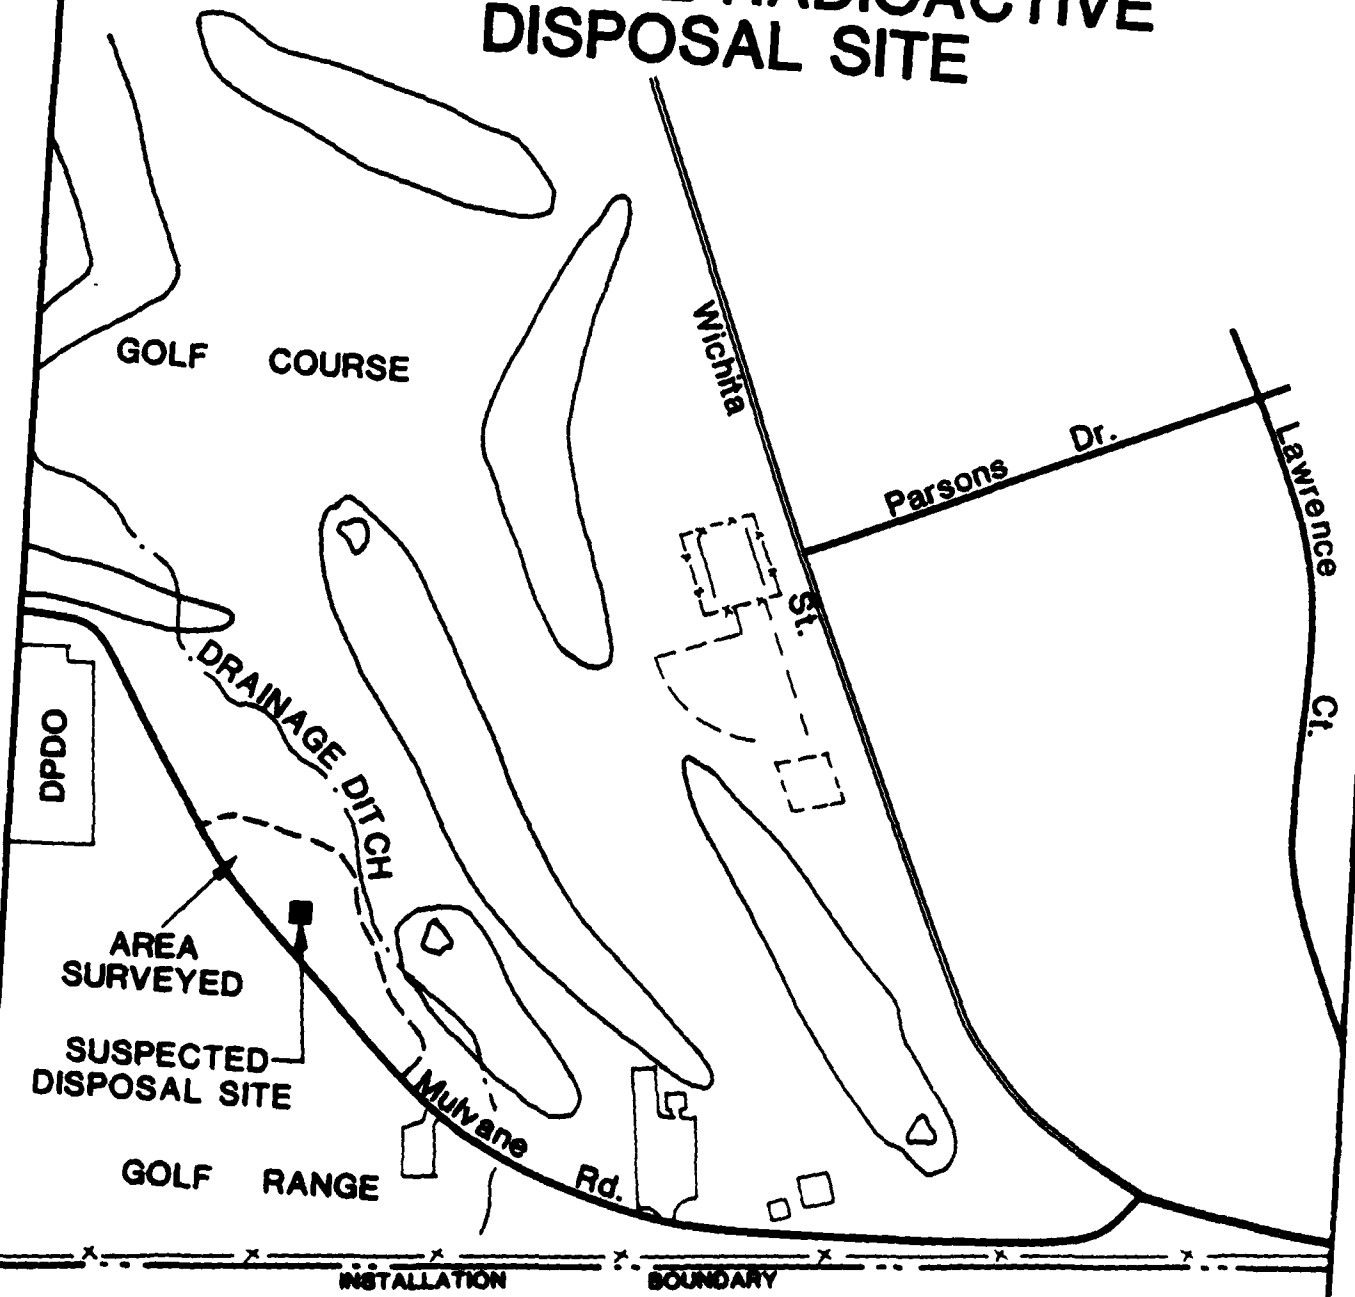 RADIOACTIVE
DISPOSAL SITE
Wichita
GOLF COURSE
Parsons Dr.
Lawrence
St.
DRAINAGE DITCH
Ct.
DPDO
AREA
SURVEYED
SUSPECTED
DISPOSAL SITE
Mulvane Rd.
GOLF RANGE
INSTALLATION BOUNDARY